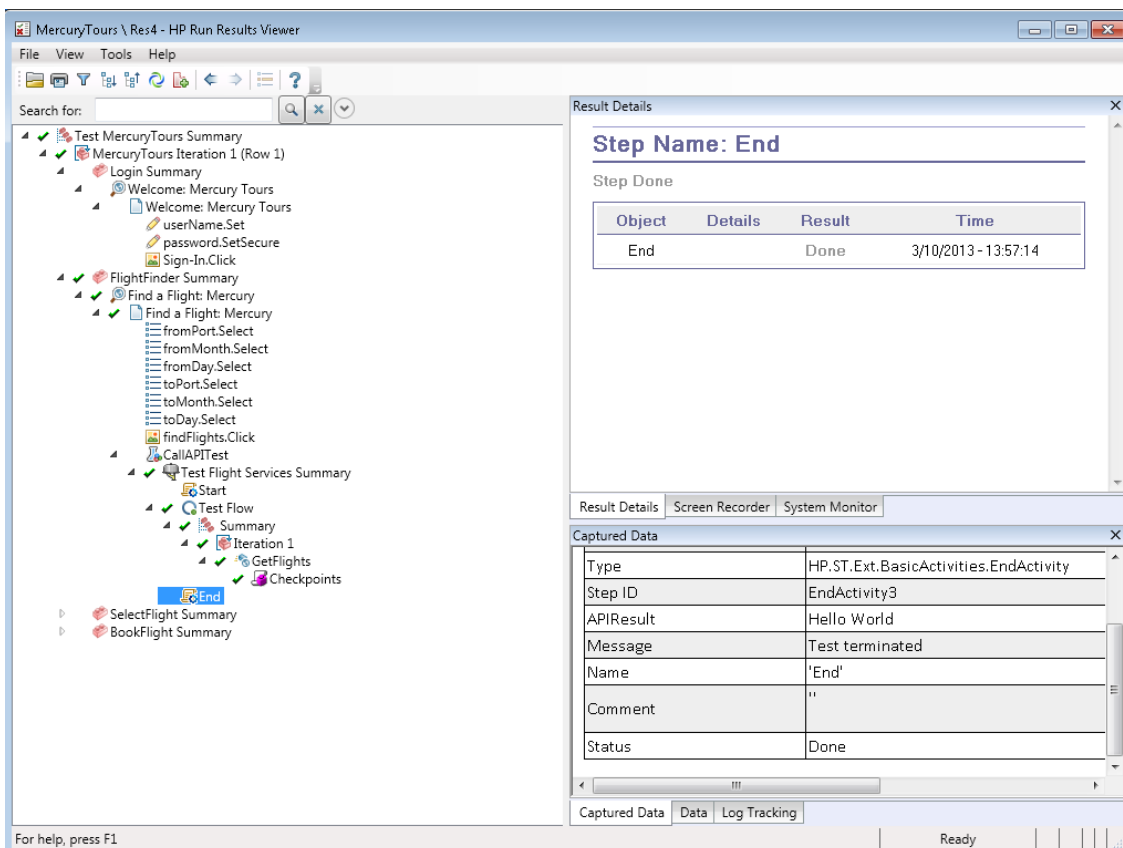 MercuryTours \ Res4 - HP Run Results Viewer
File View Tools Help
Search for:
Test MercuryTours Summary
MercuryTours Iteration 1 (Row 1)
Login Summary
Welcome: Mercury Tours
Welcome: Mercury Tours
userName.Set
password.SetSecure
Sign-In.Click
FlightFinder Summary
Find a Flight: Mercury
Find a Flight: Mercury
fromPort.Select
fromMonth.Select
fromDay.Select
toPort.Select
toMonth.Select
toDay.Select
findFlights.Click
CallAPITest
Test Flight Services Summary
Start
Test Flow
Summary
Iteration 1
GetFlights
Checkpoints
End
SelectFlight Summary
BookFlight Summary
Result Details
Step Name: End
Step Done
Object Details Result Time
End Done 3/10/2013 - 13:57:14
Result Details Screen Recorder System Monitor
Captured Data
Type HP.ST.Ext.BasicActivities.EndActivity
Step ID EndActivity3
APIResult Hello World
Message Test terminated
Name 'End'
Comment ''
Status Done
Captured Data Data Log Tracking
For help, press F1 Ready